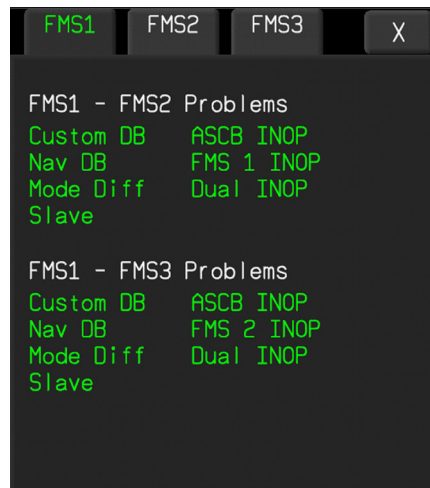 FMS1 FMS2 FMS3 X
FMS1 - FMS2 Problems
Custom DB ASCB INOP
Nav DB FMS 1 INOP
Mode Diff Dual INOP
Slave
FMS1 - FMS3 Problems
Custom DB ASCB INOP
Nav DB FMS 2 INOP
Mode Diff Dual INOP
Slave